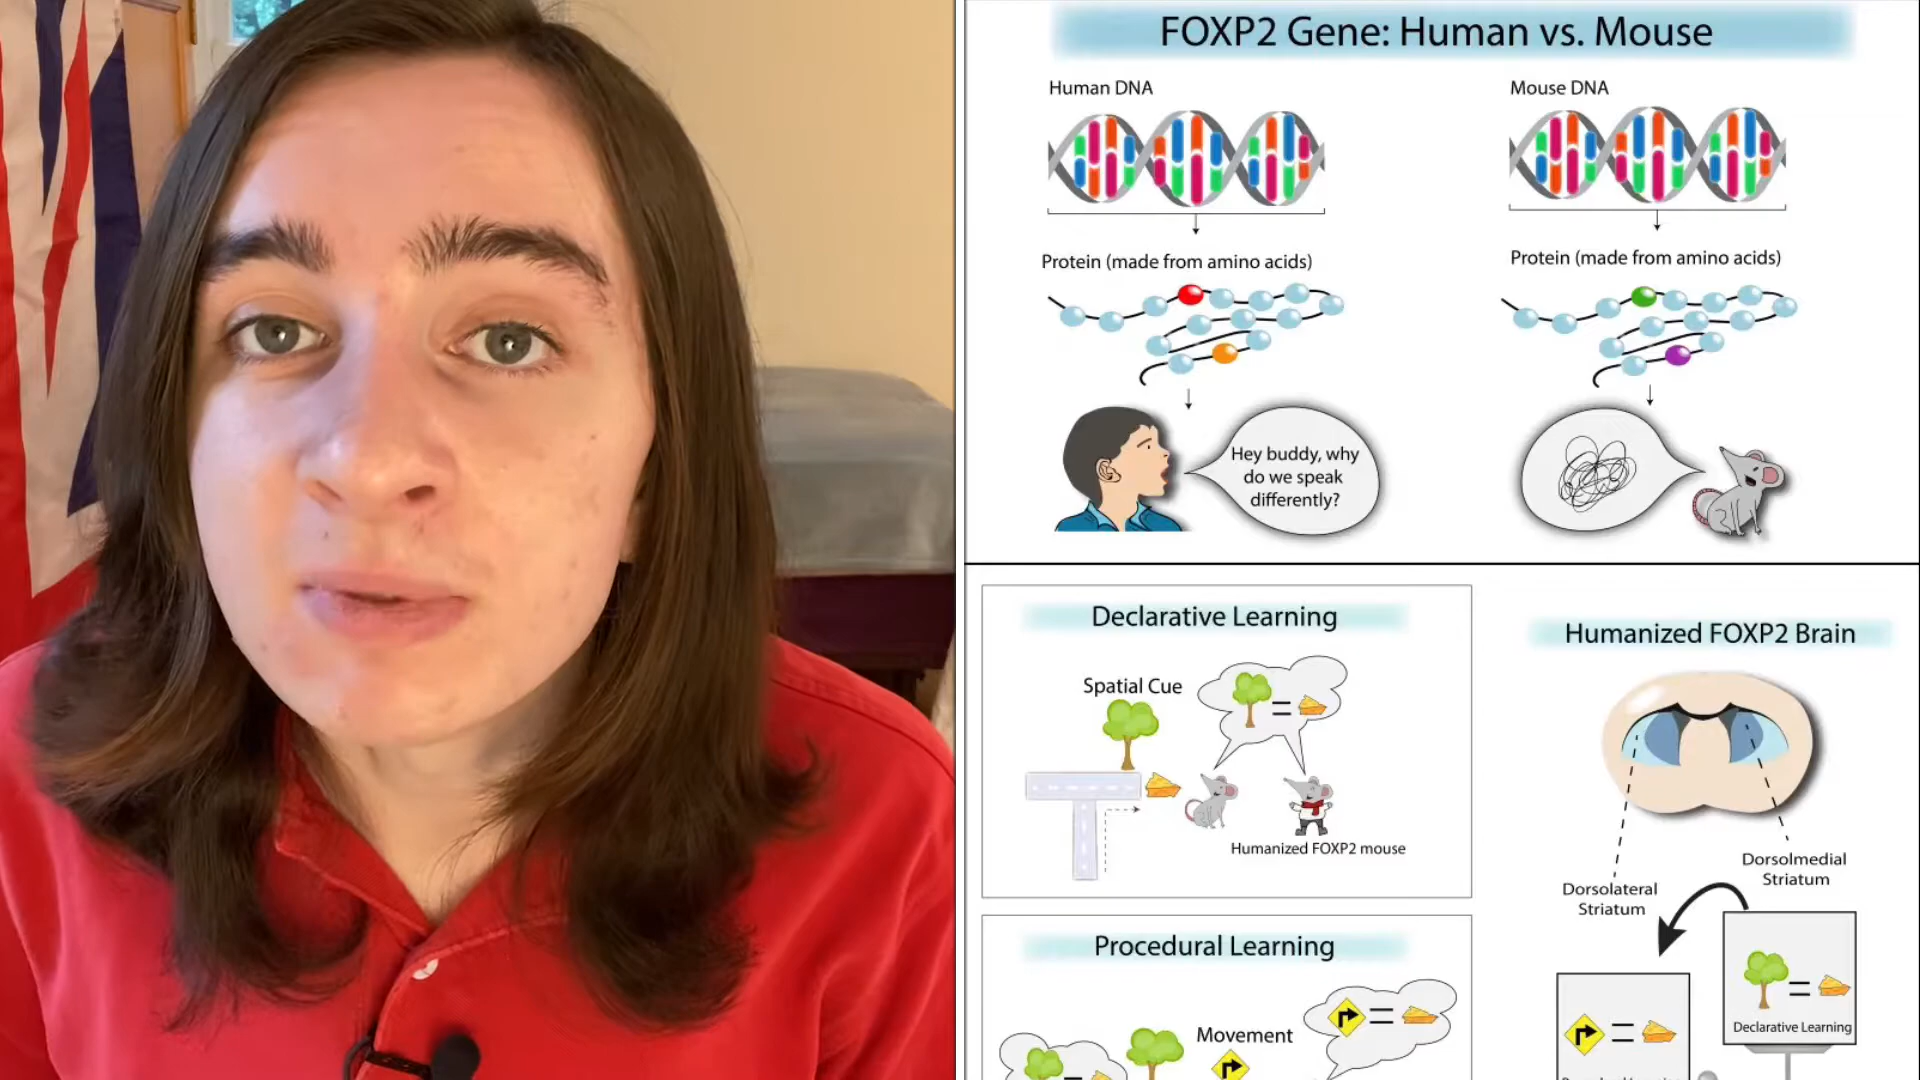 FOXP2 Gene: Human vs. Mouse
Human DNA
Mouse DNA
Protein (made from amino acids)
Protein (made from amino acids)
Hey buddy, why
do we speak
differently?
Declarative Learning
Spatial Cue
=
Humanized FOXP2 mouse
Humanized FOXP2 Brain
Dorsolateral
Striatum
Dorsolmedial
Striatum
=
Declarative Learning
=
Procedural Learning
Movement
=
=